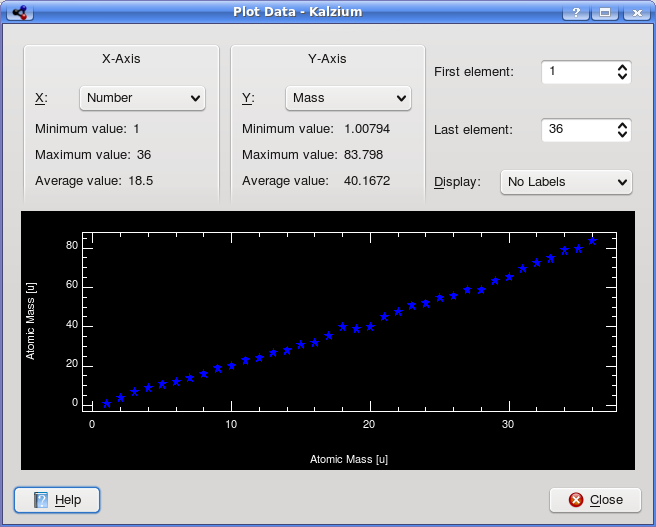 Plot Data - Kalzium
X-Axis
X: Number
Minimum value: 1
Maximum value: 36
Average value: 18.5
Y-Axis
Y: Mass
Minimum value: 1.00794
Maximum value: 83.798
Average value: 40.1672
First element: 1
Last element: 36
Display: No Labels
Atomic Mass [u]
80
60
40
20
0
0 10 20 30
Atomic Mass [u]
Help
Close